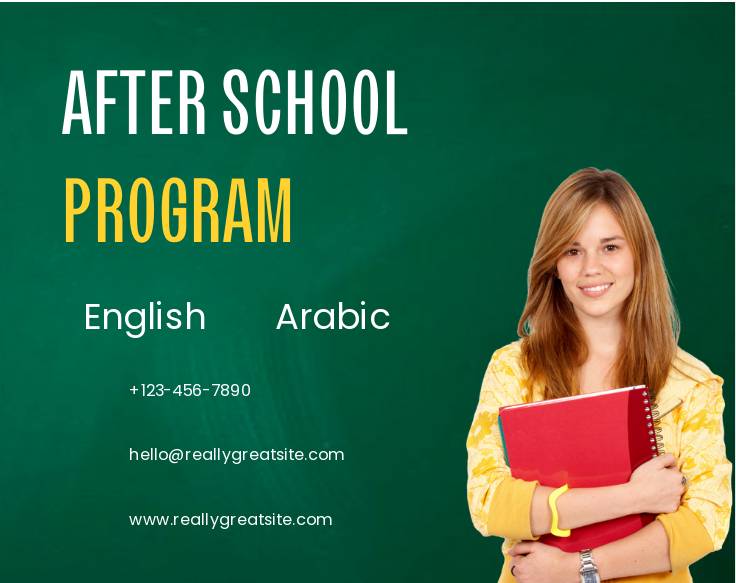 AFTER SCHOOL
PROGRAM
English Arabic
+123-456-7890
hello@reallygreatsite.com
www.reallygreatsite.com